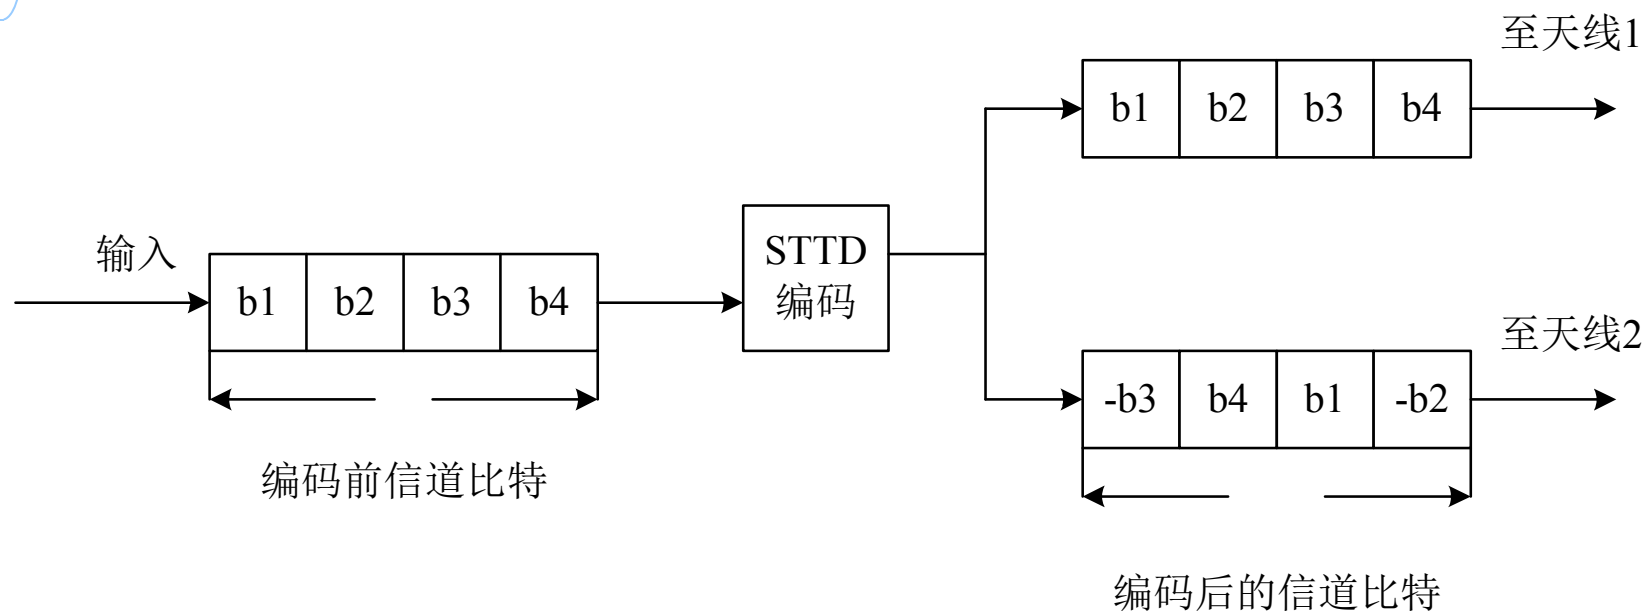 至天线1
b1 b2 b3 b4
输入
b1 b2 b3 b4
STTD
编码
至天线2
-b3 b4 b1 -b2
编码前信道比特
编码后的信道比特